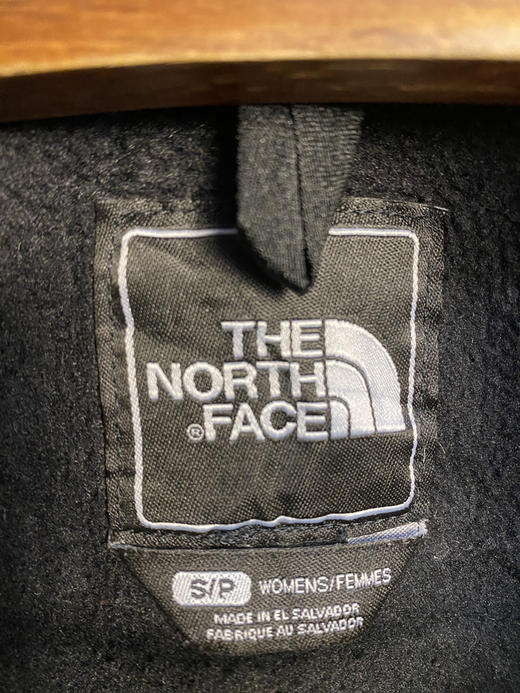 THE
NORTH
®FACE
S/P WOMENS/FEMMES
MADE IN EL SALVADOR
FABRIQUE AU SALVADOR